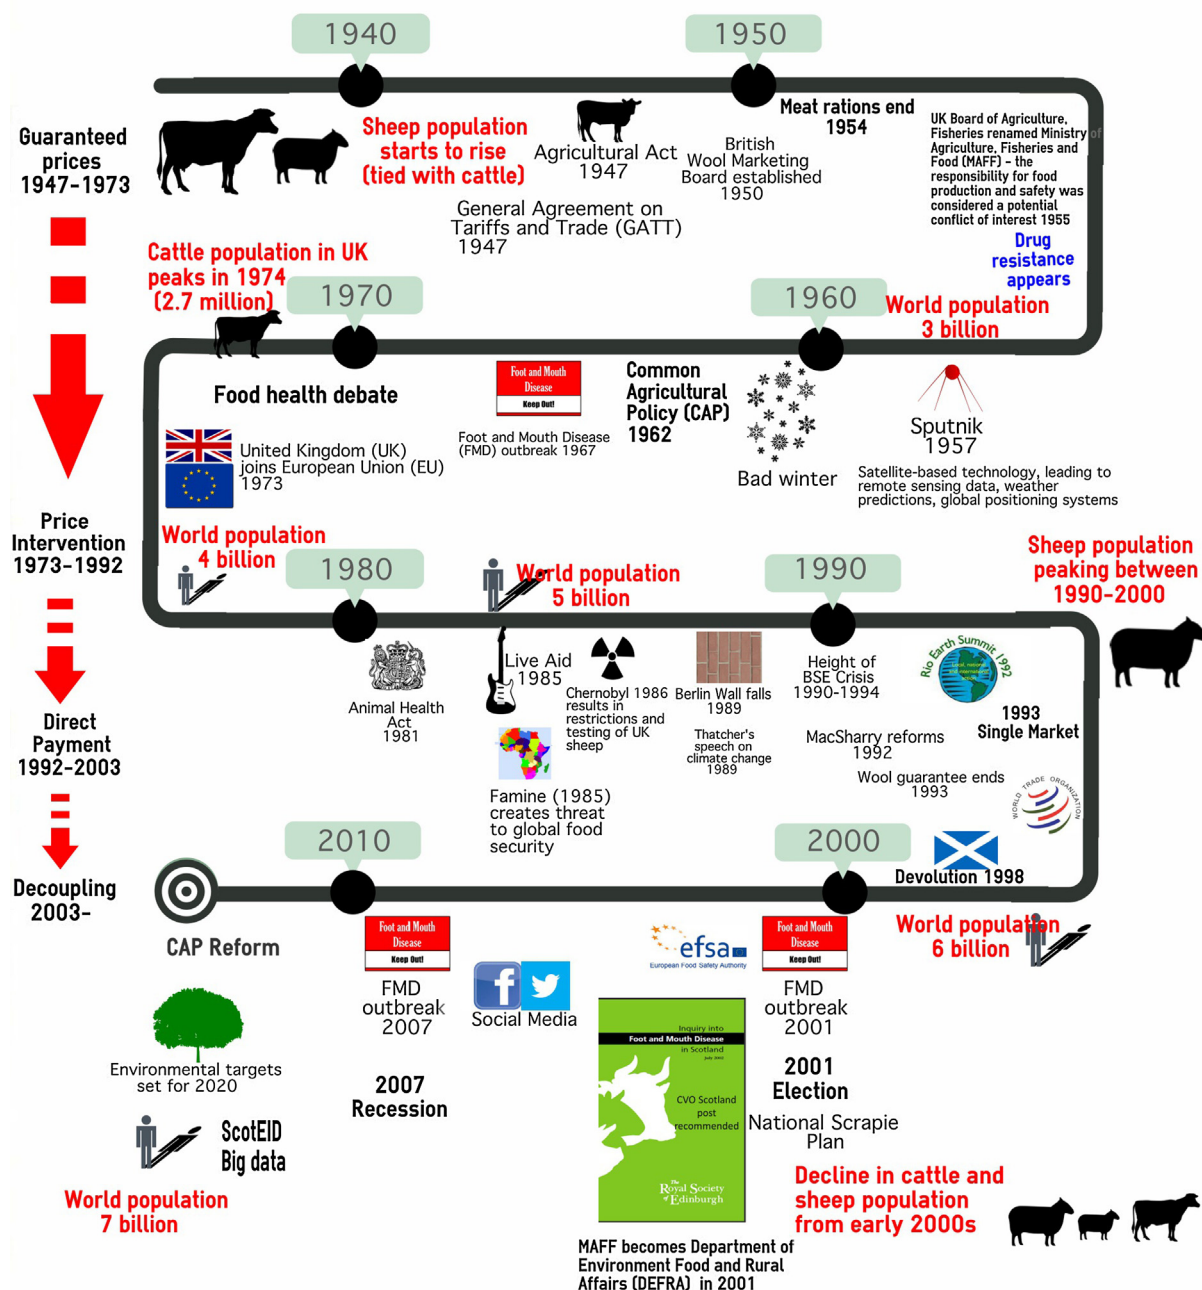 1940
1950
Guaranteed
prices
1947-1973
Sheep population
starts to rise
(tied with cattle)
Agricultural Act
1947
General Agreement on
Tariffs and Trade (GATT)
1947
British
Wool Marketing
Board established
1950
Meat rations end
1954
UK Board of Agriculture,
Fisheries renamed Ministry of
Agriculture, Fisheries and
Food (MAFF) - the
responsibility for food
production and safety was
considered a potential
conflict of interest 1955
Drug
resistance
appears
Cattle population in UK
peaks in 1974
(2.7 million)
1970
1960
World population
3 billion
Food health debate
United Kingdom (UK)
joins European Union (EU)
1973
Foot and Mouth
Disease
Keep Out!
Foot and Mouth Disease
(FMD) outbreak 1967
Common
Agricultural
Policy (CAP)
1962
Bad winter
Sputnik
1957
Satellite-based technology, leading to
remote sensing data, weather
predictions, global positioning systems
Price
Intervention
1973-1992
World population
4 billion
1980
World population
5 billion
1990
Sheep population
peaking between
1990-2000
Animal Health
Act
1981
Live Aid
1985
Famine (1985)
creates threat
to global food
security
Chernobyl 1986
results in
restrictions and
testing of UK
sheep
Berlin Wall falls
1989
Thatcher's
speech on
climate change
1989
Height of
BSE Crisis
1990-1994
Rio Earth Summit 1992
Local, national
action
1993
Single Market
MacSharry reforms
1992
Wool guarantee ends
1993
WORLD TRADE ORGANIZATION
Direct
Payment
1992-2003
2010
2000
Devolution 1998
Decoupling
2003-
CAP Reform
World population
6 billion
Foot and Mouth
Disease
Keep Out!
FMD
outbreak
2007
Social Media
efsa
European Food Safety Authority
Foot and Mouth
Disease
Keep Out!
FMD
outbreak
2001
Environmental targets
set for 2020
2007
Recession
Inquiry into
Foot and Mouth Disease
in Scotland
July 2002
CVO Scotland
post
recommended
The
Royal Society
of Edinburgh
2001
Election
National Scrapie
Plan
ScotEID
Big data
World population
7 billion
Decline in cattle and
sheep population
from early 2000s
MAFF becomes Department of
Environment Food and Rural
Affairs (DEFRA) in 2001